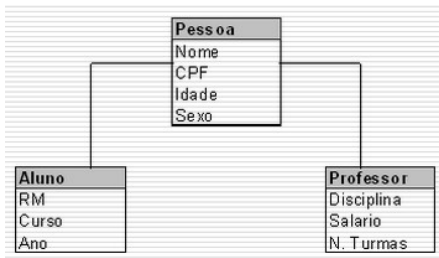 Pessoa
Nome
CPF
Idade
Sexo
Aluno
RM
Curso
Ano
Professor
Disciplina
Salario
N. Turmas